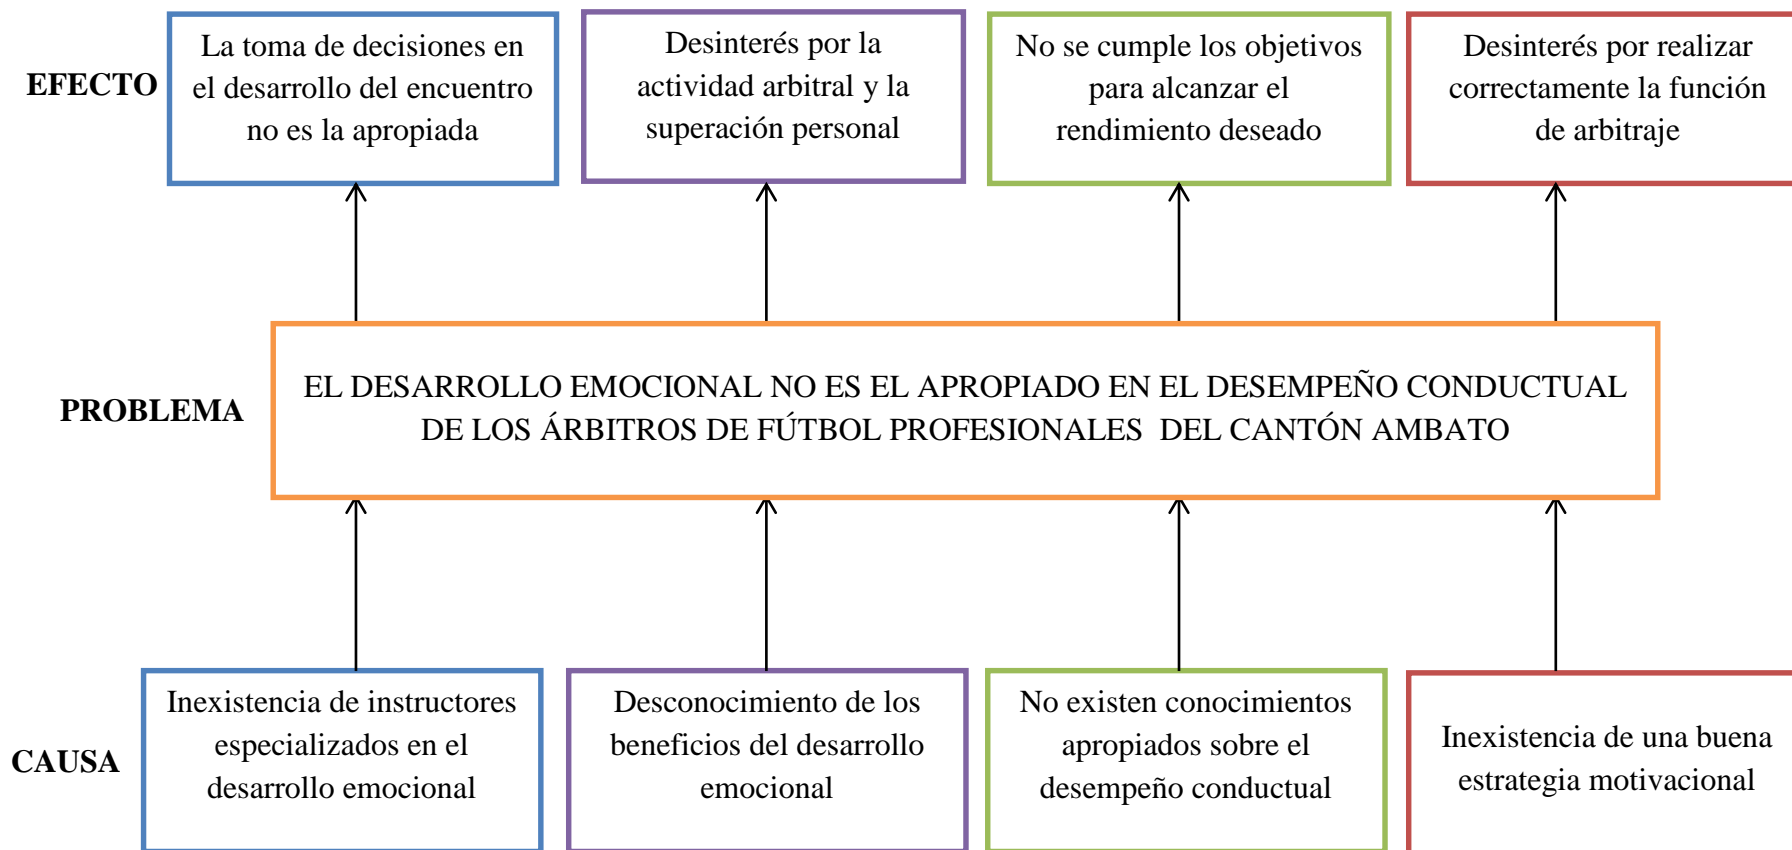 EFECTO
La toma de decisiones en
el desarrollo del encuentro
no es la apropiada
Desinterés por la
actividad arbitral y la
superación personal
No se cumple los objetivos
para alcanzar el
rendimiento deseado
Desinterés por realizar
correctamente la función
de arbitraje
PROBLEMA
EL DESARROLLO EMOCIONAL NO ES EL APROPIADO EN EL DESEMPEÑO CONDUCTUAL
DE LOS ÁRBITROS DE FÚTBOL PROFESIONALES DEL CANTÓN AMBATO
CAUSA
Inexistencia de instructores
especializados en el
desarrollo emocional
Desconocimiento de los
beneficios del desarrollo
emocional
No existen conocimientos
apropiados sobre el
desempeño conductual
Inexistencia de una buena
estrategia motivacional